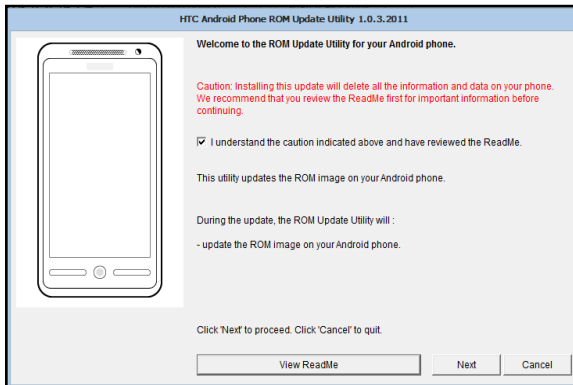 HTC Android Phone ROM Update Utility 1.0.3.2011
Welcome to the ROM Update Utility for your Android phone.
Caution: Installing this update will delete all the information and data on your phone.
We recommend that you review the ReadMe first for important information before
continuing.
I understand the caution indicated above and have reviewed the ReadMe.
This utility updates the ROM image on your Android phone.
During the update, the ROM Update Utility will :
- update the ROM image on your Android phone.
Click 'Next' to proceed. Click 'Cancel' to quit.
View ReadMe
Next
Cancel